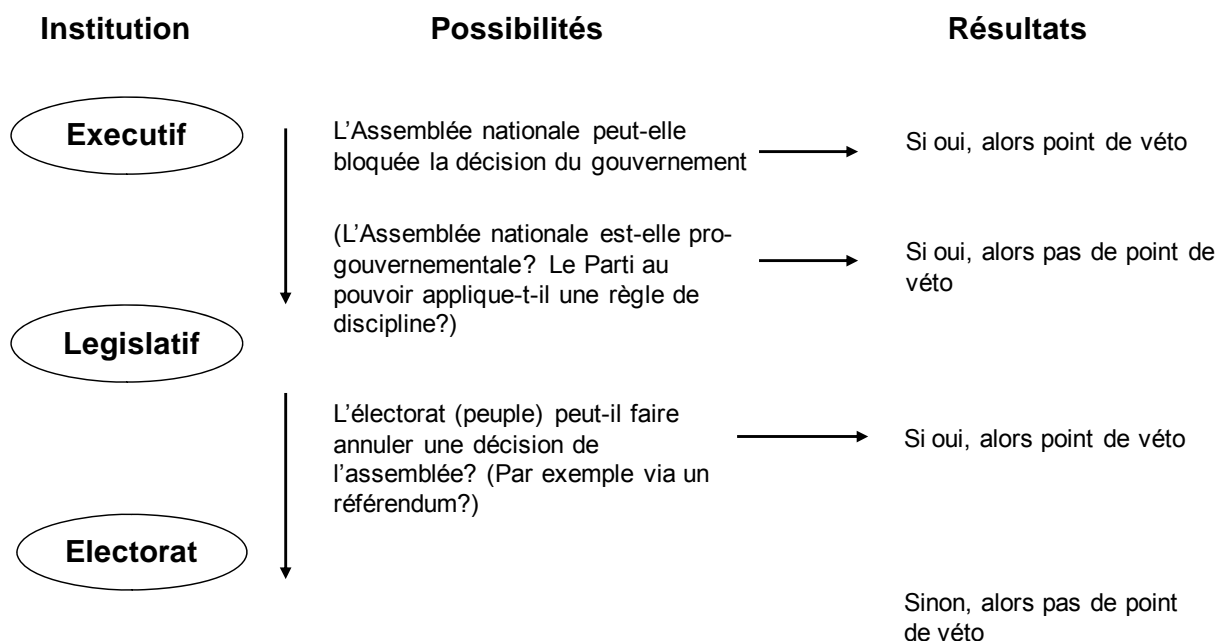 Institution
Possibilités
Résultats
Executif
L’Assemblée nationale peut-elle
bloquée la décision du gouvernement
Si oui, alors point de véto
(L’Assemblée nationale est-elle pro-
gouvernementale? Le Parti au
pouvoir applique-t-il une règle de
discipline?)
Si oui, alors pas de point de
véto
Legislatif
L’électorat (peuple) peut-il faire
annuler une décision de
l’assemblée? (Par exemple via un
référendum?)
Si oui, alors point de véto
Electorat
Sinon, alors pas de point
de véto